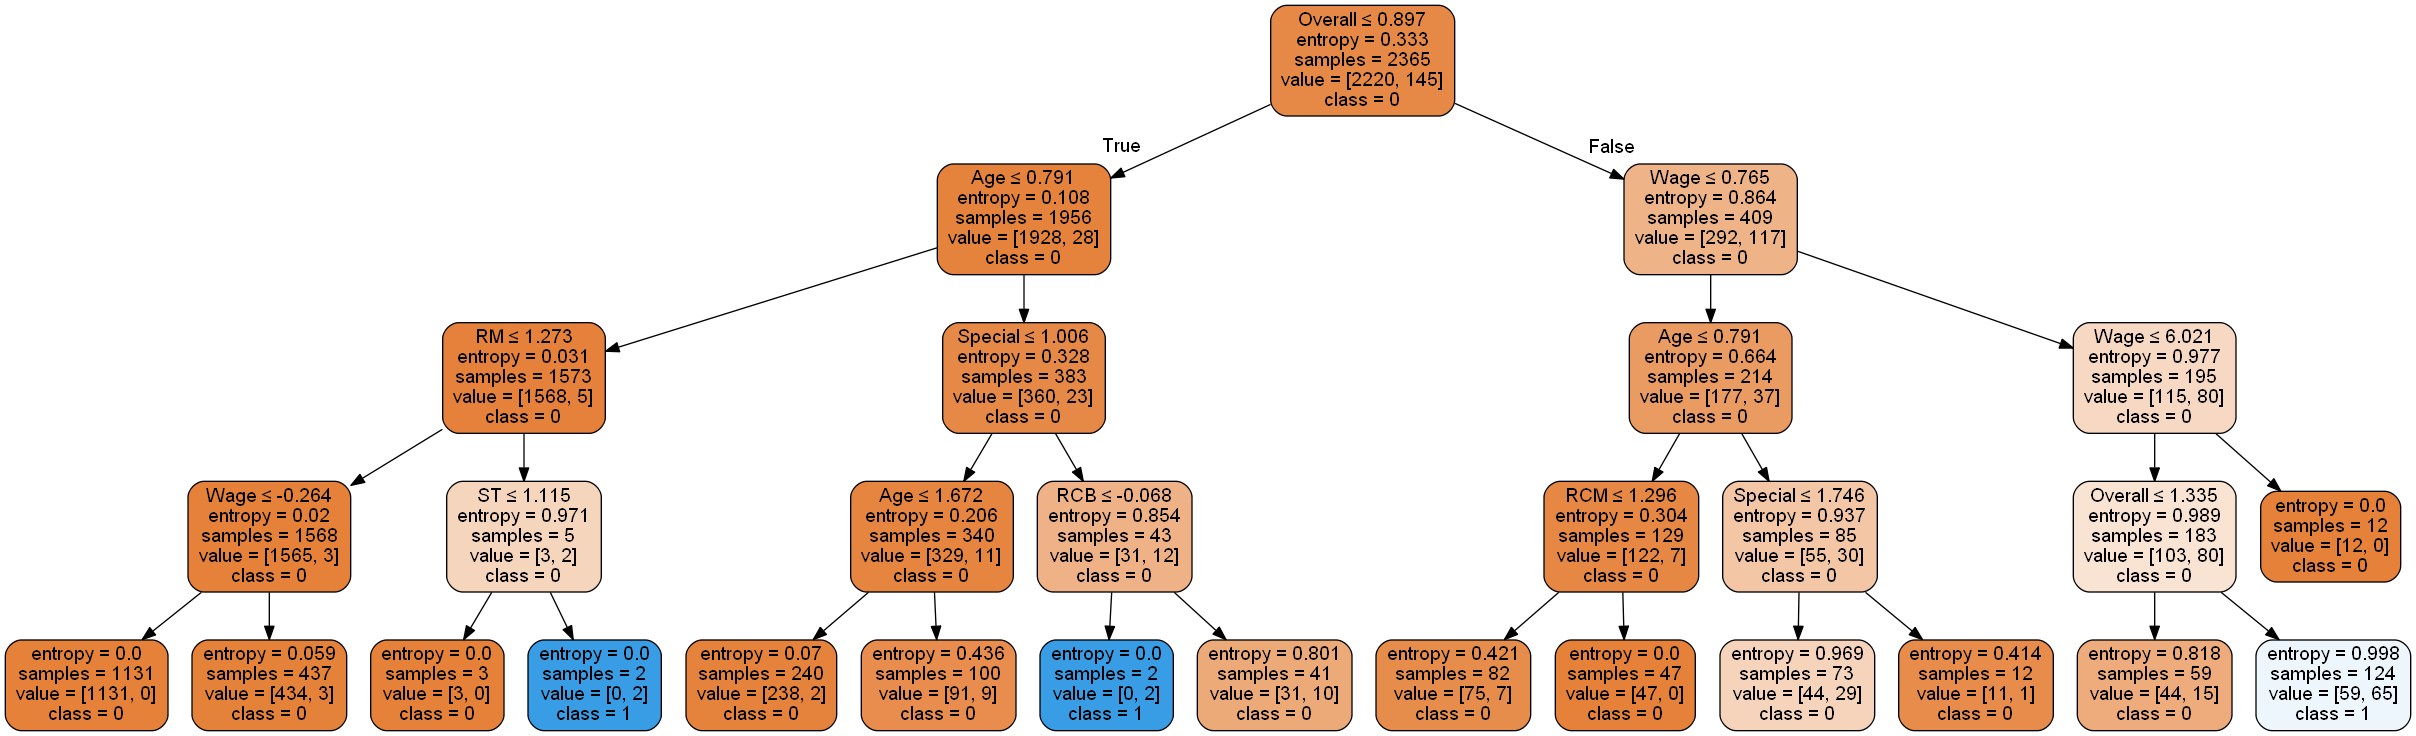 Overall ≤ 0.897
entropy = 0.333
samples = 2365
value = [2220, 145]
class = 0
True
False
Age ≤ 0.791
entropy = 0.108
samples = 1956
value = [1928, 28]
class = 0
Wage ≤ 0.765
entropy = 0.864
samples = 409
value = [292, 117]
class = 0
RM ≤ 1.273
entropy = 0.031
samples = 1573
value = [1568, 5]
class = 0
Special ≤ 1.006
entropy = 0.328
samples = 383
value = [360, 23]
class = 0
Age ≤ 0.791
entropy = 0.664
samples = 214
value = [177, 37]
class = 0
Wage ≤ 6.021
entropy = 0.977
samples = 195
value = [115, 80]
class = 0
Wage ≤ -0.264
entropy = 0.02
samples = 1568
value = [1565, 3]
class = 0
ST ≤ 1.115
entropy = 0.971
samples = 5
value = [3, 2]
class = 0
Age ≤ 1.672
entropy = 0.206
samples = 340
value = [329, 11]
class = 0
RCB ≤ -0.068
entropy = 0.854
samples = 43
value = [31, 12]
class = 0
RCM ≤ 1.296
entropy = 0.304
samples = 129
value = [122, 7]
class = 0
Special ≤ 1.746
entropy = 0.937
samples = 85
value = [55, 30]
class = 0
Overall ≤ 1.335
entropy = 0.989
samples = 183
value = [103, 80]
class = 0
entropy = 0.0
samples = 12
value = [12, 0]
class = 0
entropy = 0.0
samples = 1131
value = [1131, 0]
class = 0
entropy = 0.059
samples = 437
value = [434, 3]
class = 0
entropy = 0.0
samples = 3
value = [3, 0]
class = 0
entropy = 0.0
samples = 2
value = [0, 2]
class = 1
entropy = 0.07
samples = 240
value = [238, 2]
class = 0
entropy = 0.436
samples = 100
value = [91, 9]
class = 0
entropy = 0.0
samples = 2
value = [0, 2]
class = 1
entropy = 0.801
samples = 41
value = [31, 10]
class = 0
entropy = 0.421
samples = 82
value = [75, 7]
class = 0
entropy = 0.0
samples = 47
value = [47, 0]
class = 0
entropy = 0.969
samples = 73
value = [44, 29]
class = 0
entropy = 0.414
samples = 12
value = [11, 1]
class = 0
entropy = 0.818
samples = 59
value = [44, 15]
class = 0
entropy = 0.998
samples = 124
value = [59, 65]
class = 1